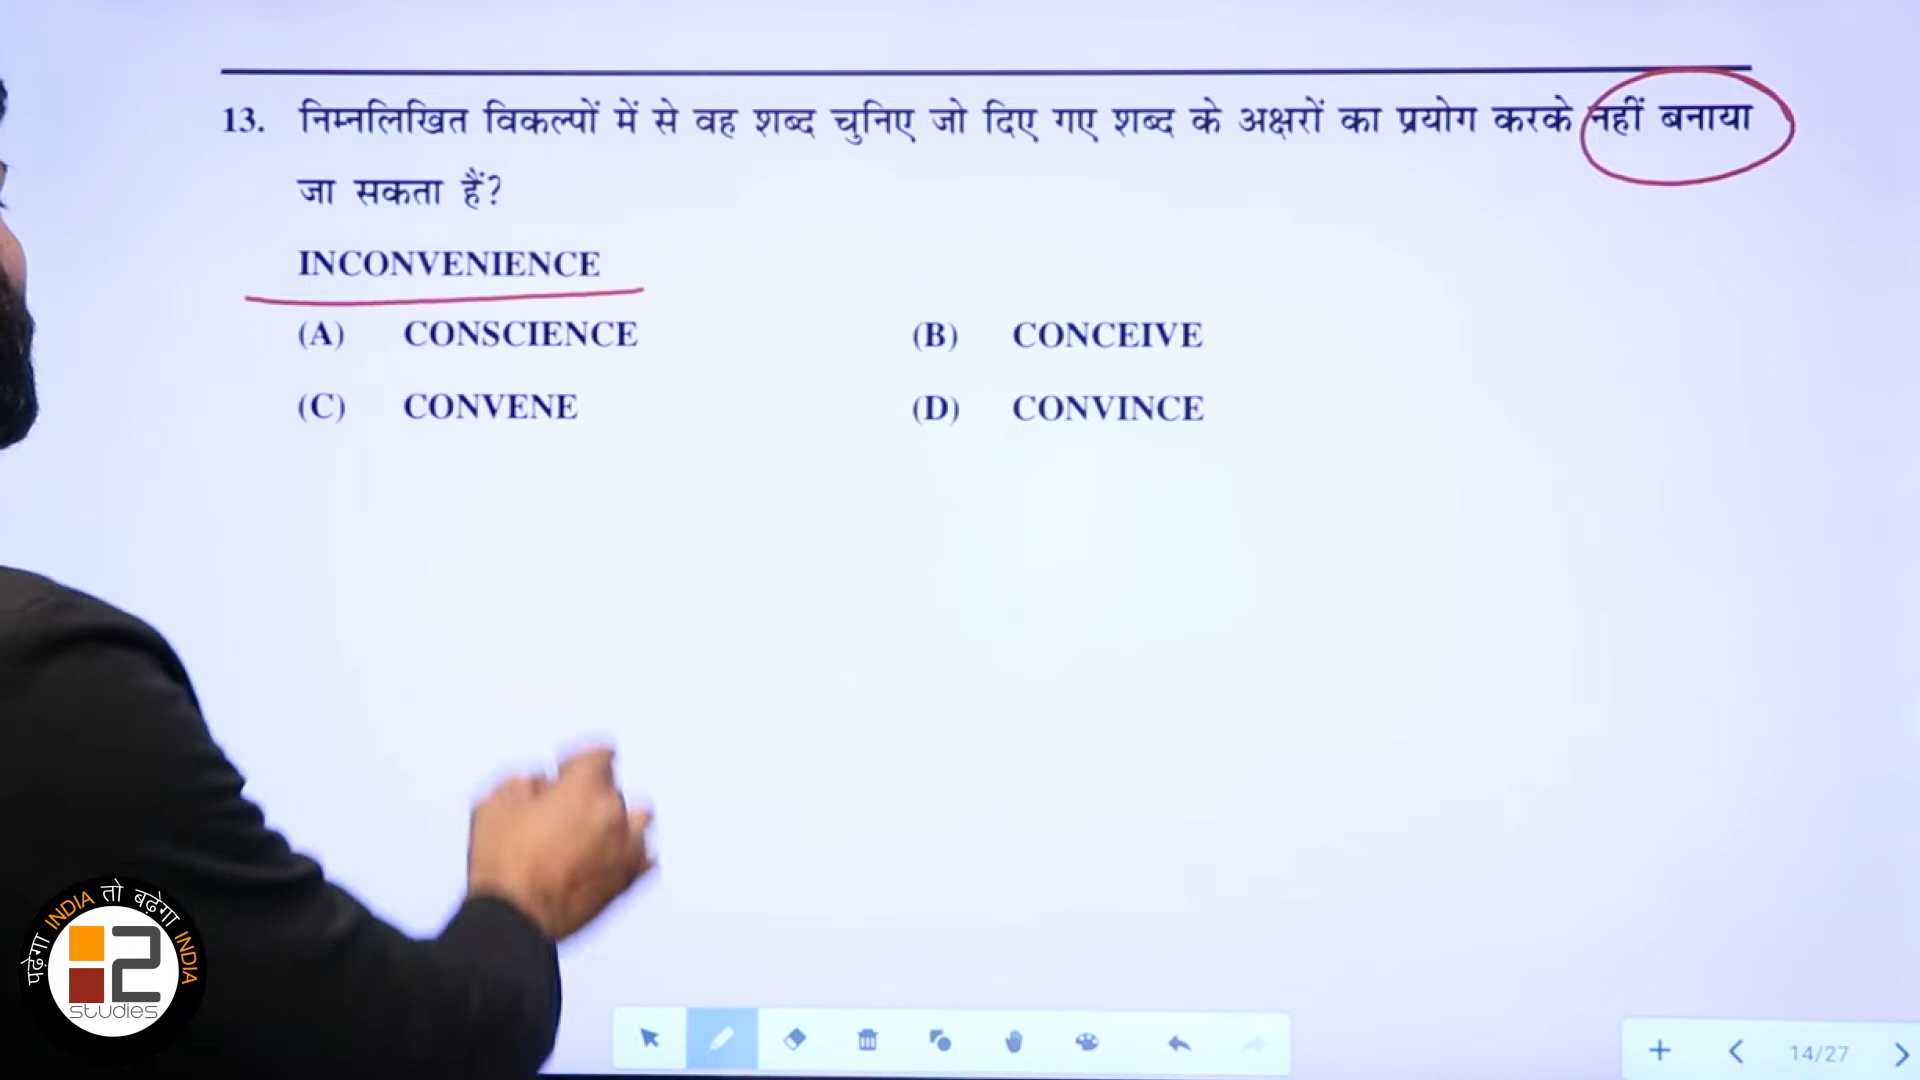 13. निम्नलिखित विकल्पों में से वह शब्द चुनिए जो दिए गए शब्द के अक्षरों का प्रयोग करके नहीं बनाया
जा सकता हैं?
INCONVENIENCE
(A) CONSCIENCE (B) CONCEIVE
(C) CONVENE (D) CONVINCE
पढ़ेगा INDIA तो बढ़ेगा INDIA
2
studies
14/27